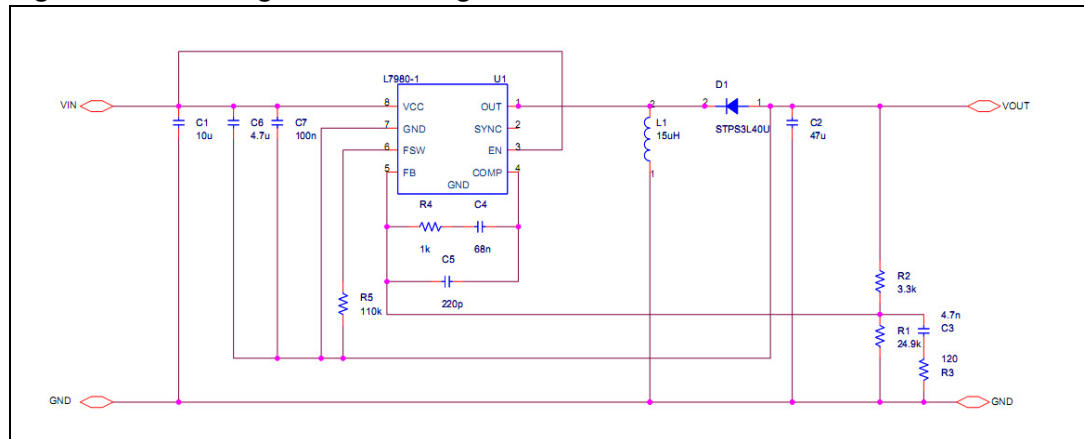 L7980-1
U1
VIN
8 VCC
OUT 1
7 GND
SYNC 2
6 FSW
EN 3
5 FB
COMP 4
GND
C1
10u
C6
4.7u
C7
100n
D1
2
1
STPS3L40U
2
L1
15uH
1
C2
47u
VOUT
R4
1k
C4
68n
C5
220p
R5
110k
R2
3.3k
R1
24.9k
4.7n
C3
120
R3
GND
GND